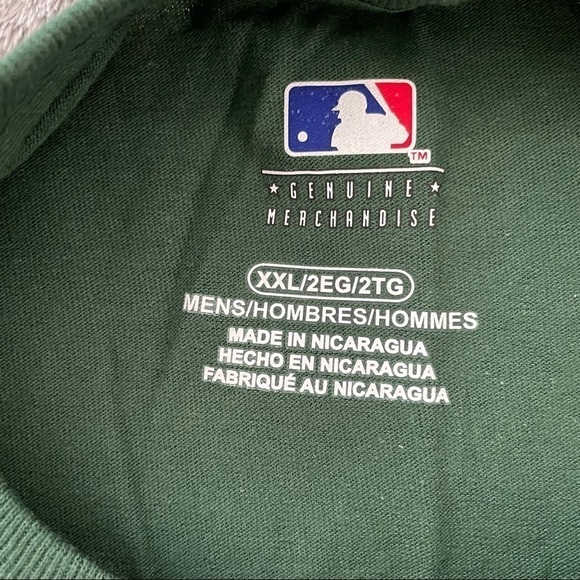 TM
★ GENUINE ★
MERCHANDISE
XXL/2EG/2TG
MENS/HOMBRES/HOMMES
MADE IN NICARAGUA
HECHO EN NICARAGUA
FABRIQUÉ AU NICARAGUA